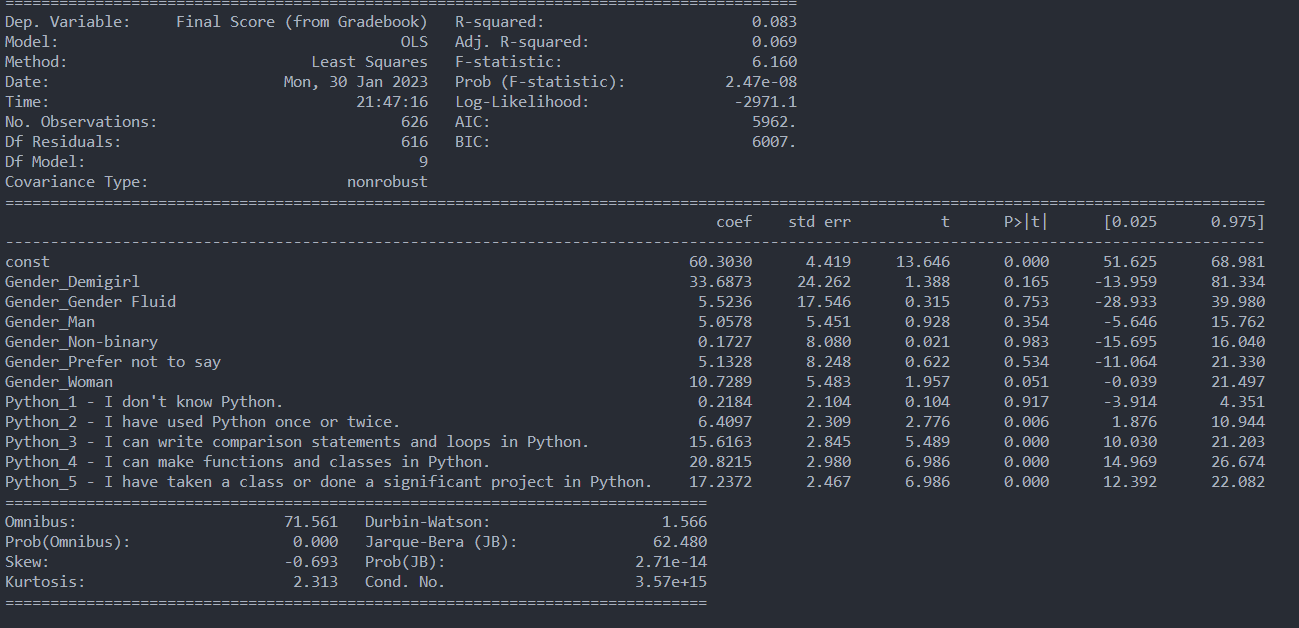 ==============================================================================
Dep. Variable:     Final Score (from Gradebook)   R-squared:                       0.083
Model:                                      OLS   Adj. R-squared:                  0.069
Method:                           Least Squares   F-statistic:                     6.160
Date:                          Mon, 30 Jan 2023   Prob (F-statistic):           2.47e-08
Time:                                  21:47:16   Log-Likelihood:                -2971.1
No. Observations:                           626   AIC:                             5962.
Df Residuals:                               616   BIC:                             6007.
Df Model:                                     9
Covariance Type:                      nonrobust
==============================================================================
coef    std err          t      P>|t|      [0.025      0.975]
------------------------------------------------------------------------------
const                                                                       60.3030      4.419     13.646      0.000      51.625      68.981
Gender_Demigirl                                                             33.6873     24.262      1.388      0.165     -13.959      81.334
Gender_Gender Fluid                                                          5.5236     17.546      0.315      0.753     -28.933      39.980
Gender_Man                                                                   5.0578      5.451      0.928      0.354      -5.646      15.762
Gender_Non-binary                                                            0.1727      8.080      0.021      0.983     -15.695      16.040
Gender_Prefer not to say                                                     5.1328      8.248      0.622      0.534     -11.064      21.330
Gender_Woman                                                                10.7289      5.483      1.957      0.051      -0.039      21.497
Python_1 - I don't know Python.                                              0.2184      2.104      0.104      0.917      -3.914       4.351
Python_2 - I have used Python once or twice.                                 6.4097      2.309      2.776      0.006       1.876      10.944
Python_3 - I can write comparison statements and loops in Python.           15.6163      2.845      5.489      0.000      10.030      21.203
Python_4 - I can make functions and classes in Python.                      20.8215      2.980      6.986      0.000      14.969      26.674
Python_5 - I have taken a class or done a significant project in Python.    17.2372      2.467      6.986      0.000      12.392      22.082
==============================================================================
Omnibus:                       71.561   Durbin-Watson:                   1.566
Prob(Omnibus):                  0.000   Jarque-Bera (JB):               62.480
Skew:                          -0.693   Prob(JB):                     2.71e-14
Kurtosis:                       2.313   Cond. No.                     3.57e+15
==============================================================================